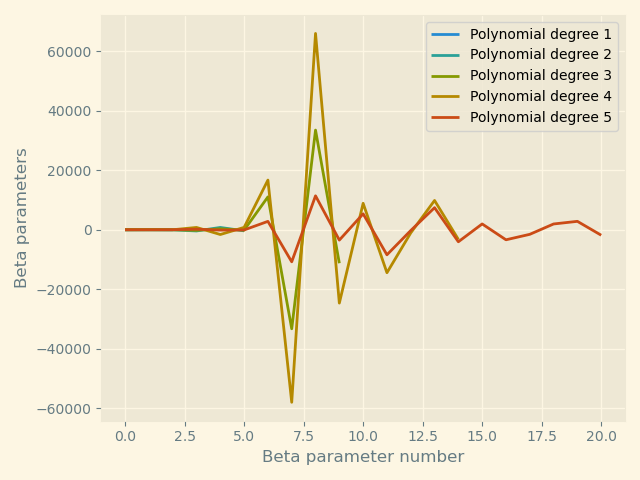 Polynomial degree 1
Polynomial degree 2
Polynomial degree 3
Polynomial degree 4
Polynomial degree 5
60000
40000
20000
0
−20000
−40000
−60000
Beta parameters
0.0 2.5 5.0 7.5 10.0 12.5 15.0 17.5 20.0
Beta parameter number